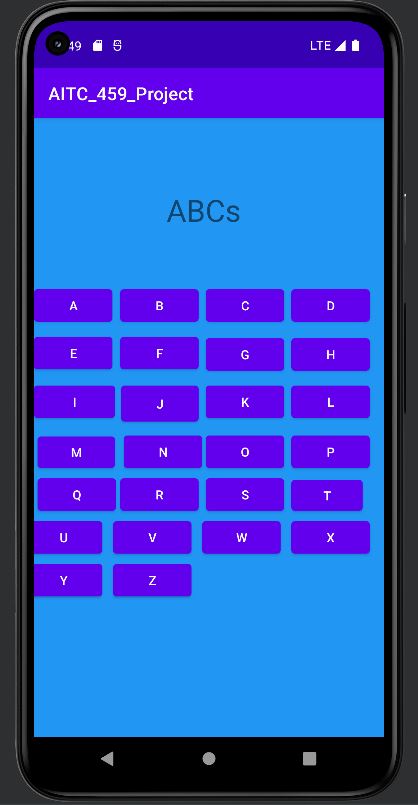 49 LTE
AITC_459_Project
ABCs
A B C D
E F G H
I J K L
M N O P
Q R S T
U V W X
Y Z